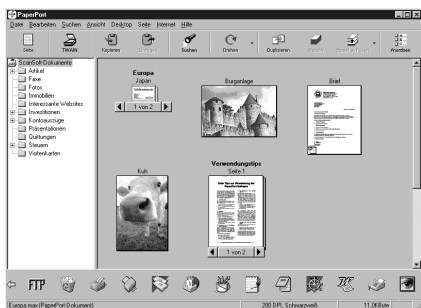 PaperPort
Datei Bearbeiten Suchen Ansicht Desktop Seite Internet Hilfe
Seite TWAIN Kopieren Suchen Drehen Duplizieren Anordnen
ScanSoft-Dokumente
Artikel
Faxe
Fotos
Immobilien
Interessante Websites
Investitionen
Kontoauszüge
Präsentationen
Quittungen
Steuern
Visitenkarten
Europa
Japan
1 von 2
Burganlage
Brief
Kuh
Verwendungstips
Seite 1
1 von 2
FTP
Europa.max (PaperPort-Dokument) 200 DPI, Schwarzweiß 11.0KByte